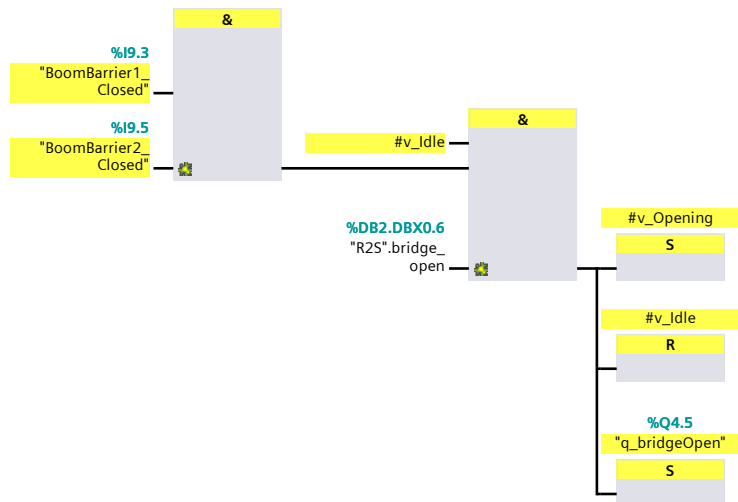 &
%I9.3
"BoomBarrier1_
Closed"
%I9.5
"BoomBarrier2_
Closed"
&
#v_Idle
%DB2.DBX0.6
"R2S".bridge_
open
#v_Opening
S
#v_Idle
R
%Q4.5
"q_bridgeOpen"
S